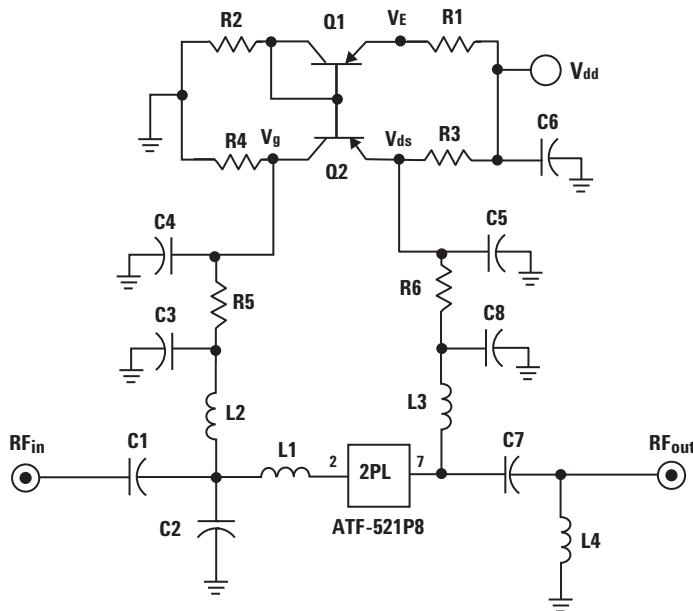 R2
Q1
VE
R1
Vdd
R4
Vg
Q2
Vds
R3
C6
C4
C5
R5
R6
C3
C8
L2
L3
RFin
C1
L1
2
2PL
7
C7
RFout
C2
ATF-521P8
L4